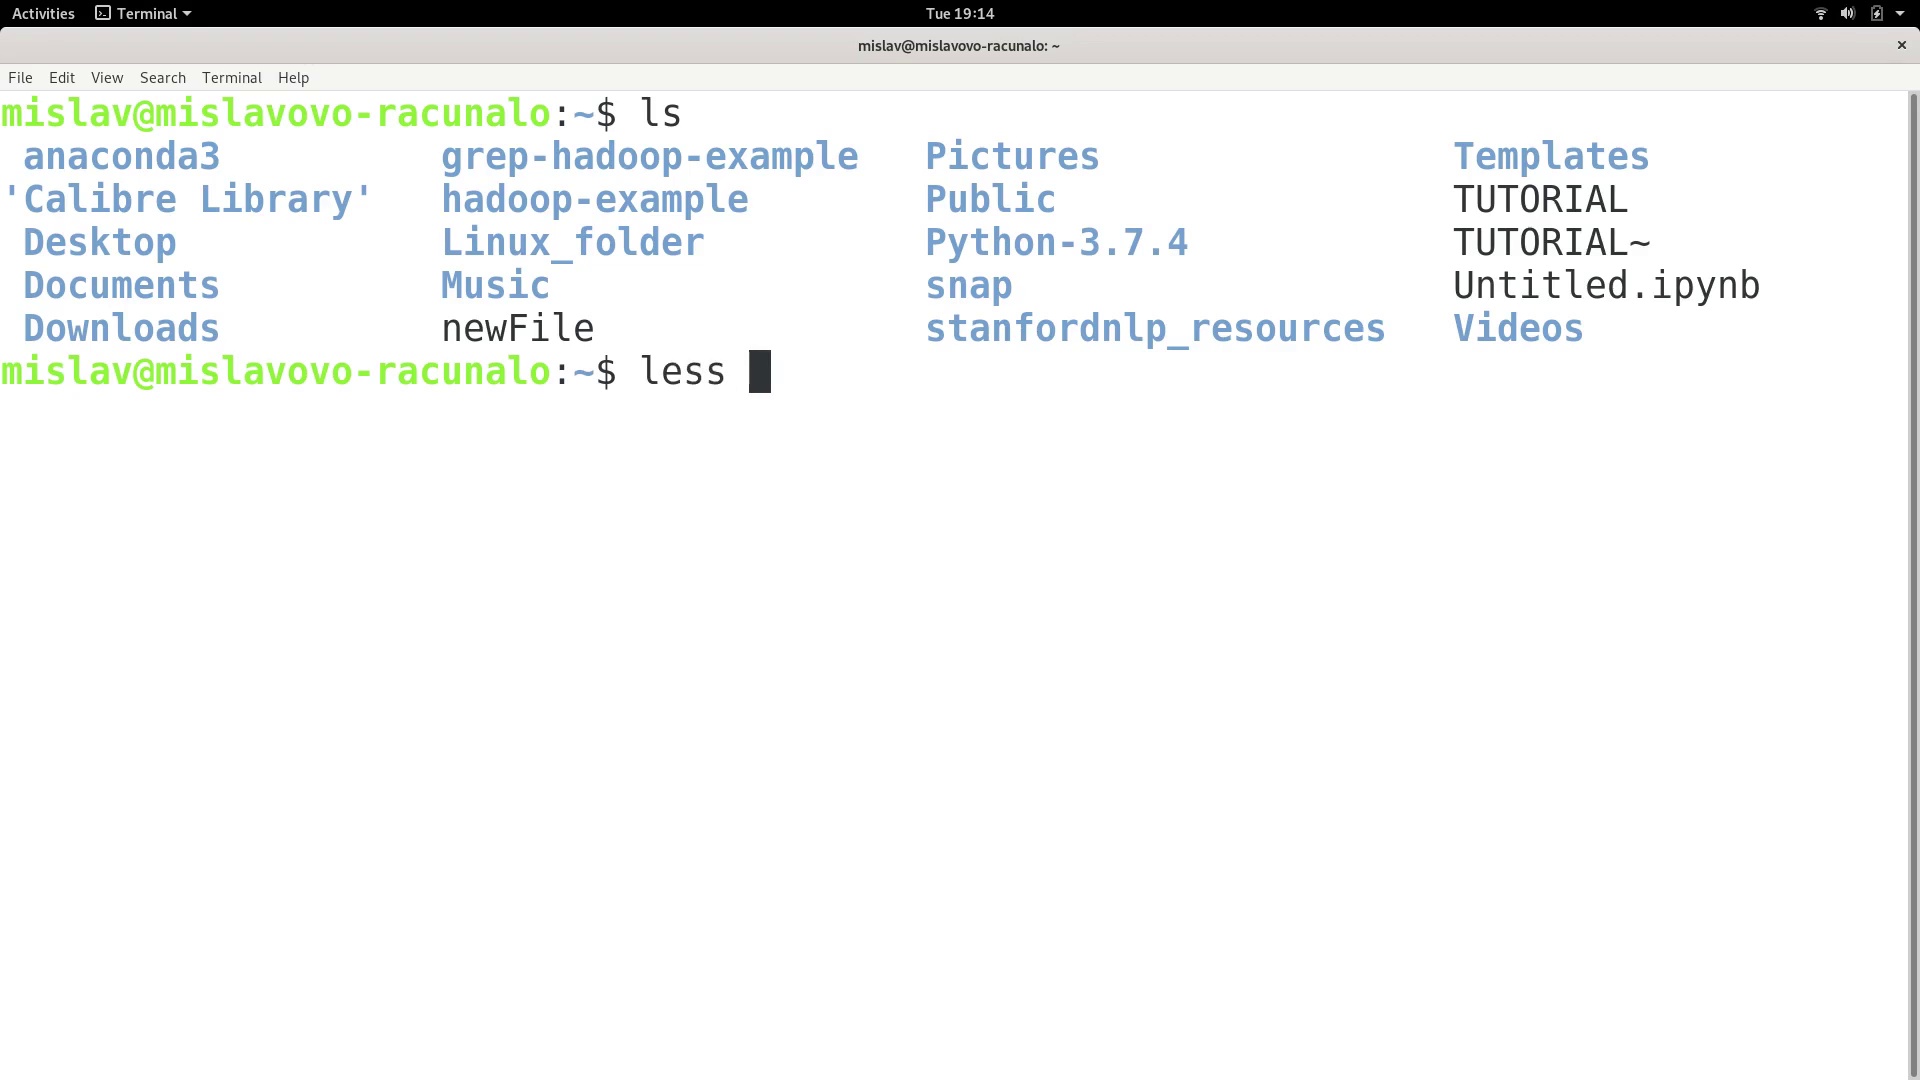 Activities Terminal Tue 19:14
mislav@mislavovo-racunalo: ~ ×
File Edit View Search Terminal Help
mislav@mislavovo-racunalo:~$ ls
anaconda3 grep-hadoop-example Pictures Templates
'Calibre Library' hadoop-example Public TUTORIAL
Desktop Linux_folder Python-3.7.4 TUTORIAL~
Documents Music snap Untitled.ipynb
Downloads newFile stanfordnlp_resources Videos
mislav@mislavovo-racunalo:~$ less